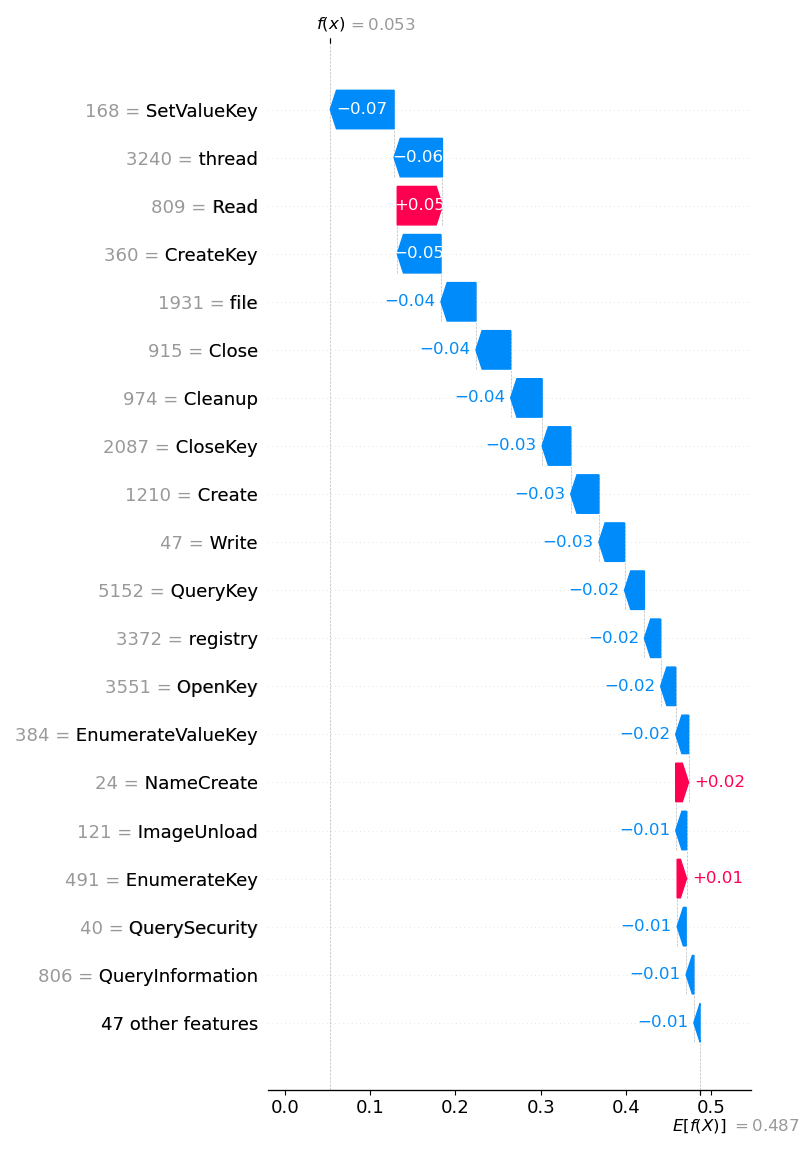 f(x) = 0.053
168 = SetValueKey −0.07
3240 = thread −0.06
809 = Read +0.05
360 = CreateKey −0.05
1931 = file −0.04
915 = Close −0.04
974 = Cleanup −0.04
2087 = CloseKey −0.03
1210 = Create −0.03
47 = Write −0.03
5152 = QueryKey −0.02
3372 = registry −0.02
3551 = OpenKey −0.02
384 = EnumerateValueKey −0.02
24 = NameCreate +0.02
121 = ImageUnload −0.01
491 = EnumerateKey +0.01
40 = QuerySecurity −0.01
806 = QueryInformation −0.01
47 other features −0.01
0.0 0.1 0.2 0.3 0.4 0.5
E[f(X)] = 0.487